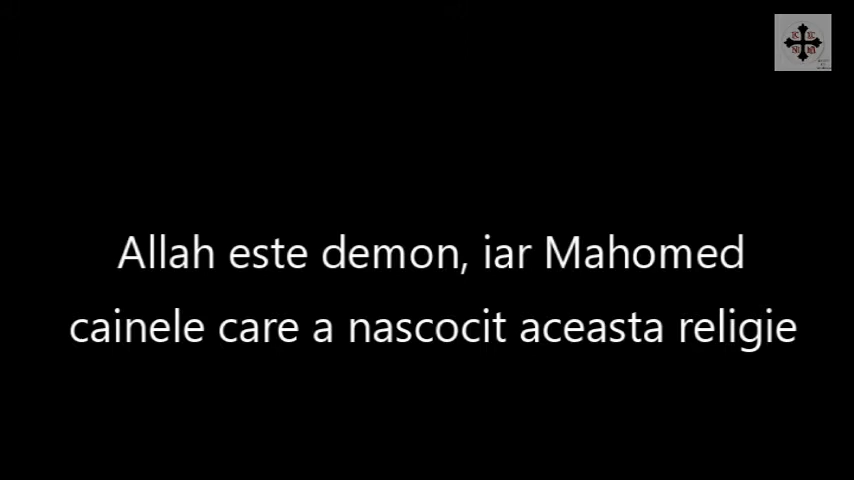 Allah este demon, iar Mahomed
cainele care a nascocit aceasta religie